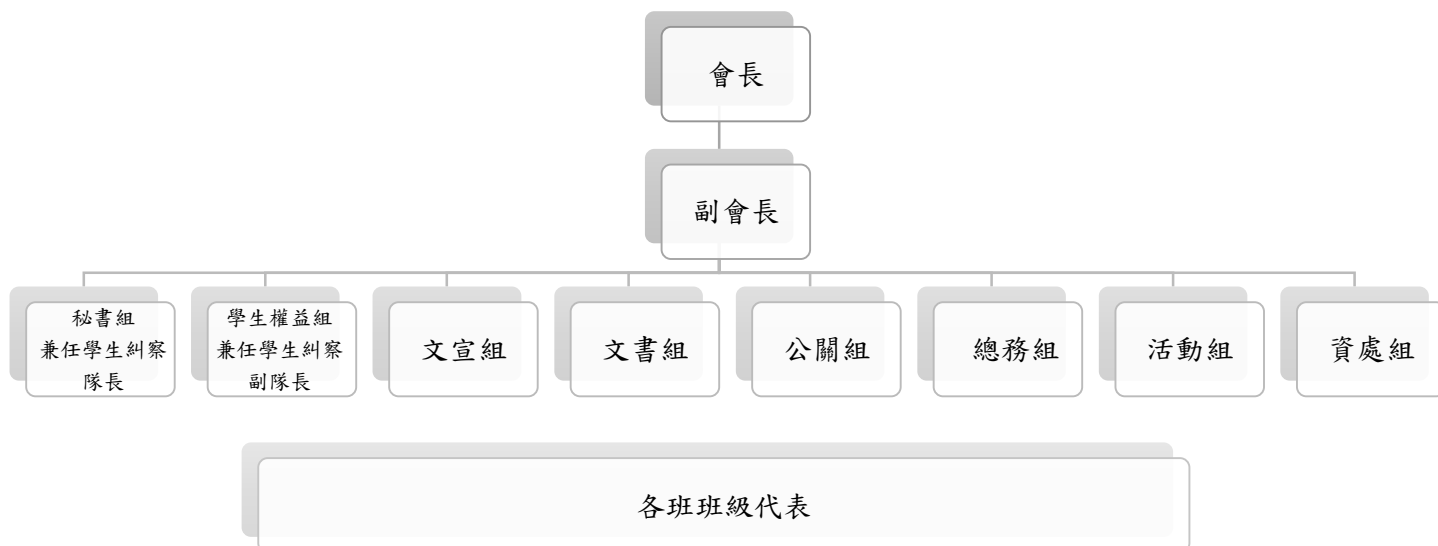 會長
副會長
秘書組
兼任學生糾察
隊長
學生權益組
兼任學生糾察
副隊長
文宣組
文書組
公關組
總務組
活動組
資處組
各班班級代表